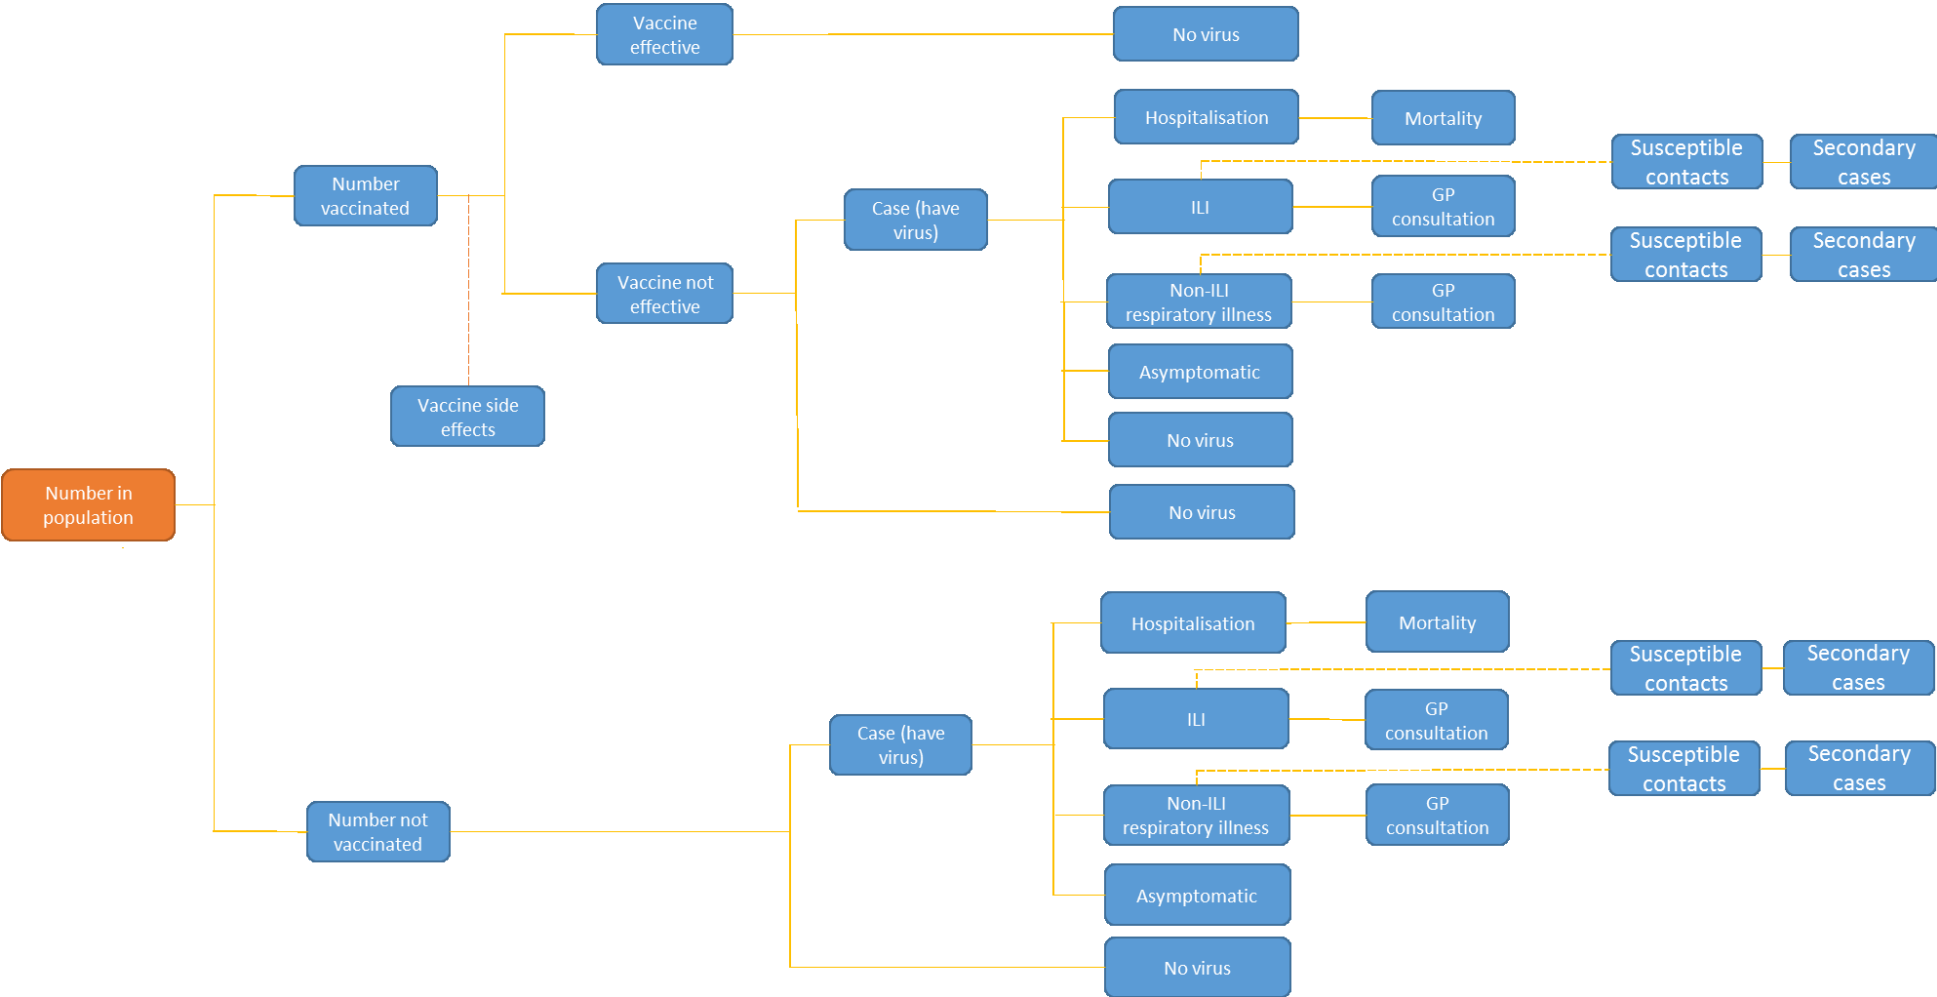 Vaccine
effective
No virus
Hospitalisation
Mortality
Susceptible
contacts
Secondary
cases
Number
vaccinated
ILI
GP
consultation
Case (have
virus)
Susceptible
contacts
Secondary
cases
Vaccine not
effective
Non-ILI
respiratory illness
GP
consultation
Asymptomatic
Vaccine side
effects
No virus
Number in
population
No virus
Hospitalisation
Mortality
Susceptible
contacts
Secondary
cases
ILI
GP
consultation
Case (have
virus)
Susceptible
contacts
Secondary
cases
Number not
vaccinated
Non-ILI
respiratory illness
GP
consultation
Asymptomatic
No virus